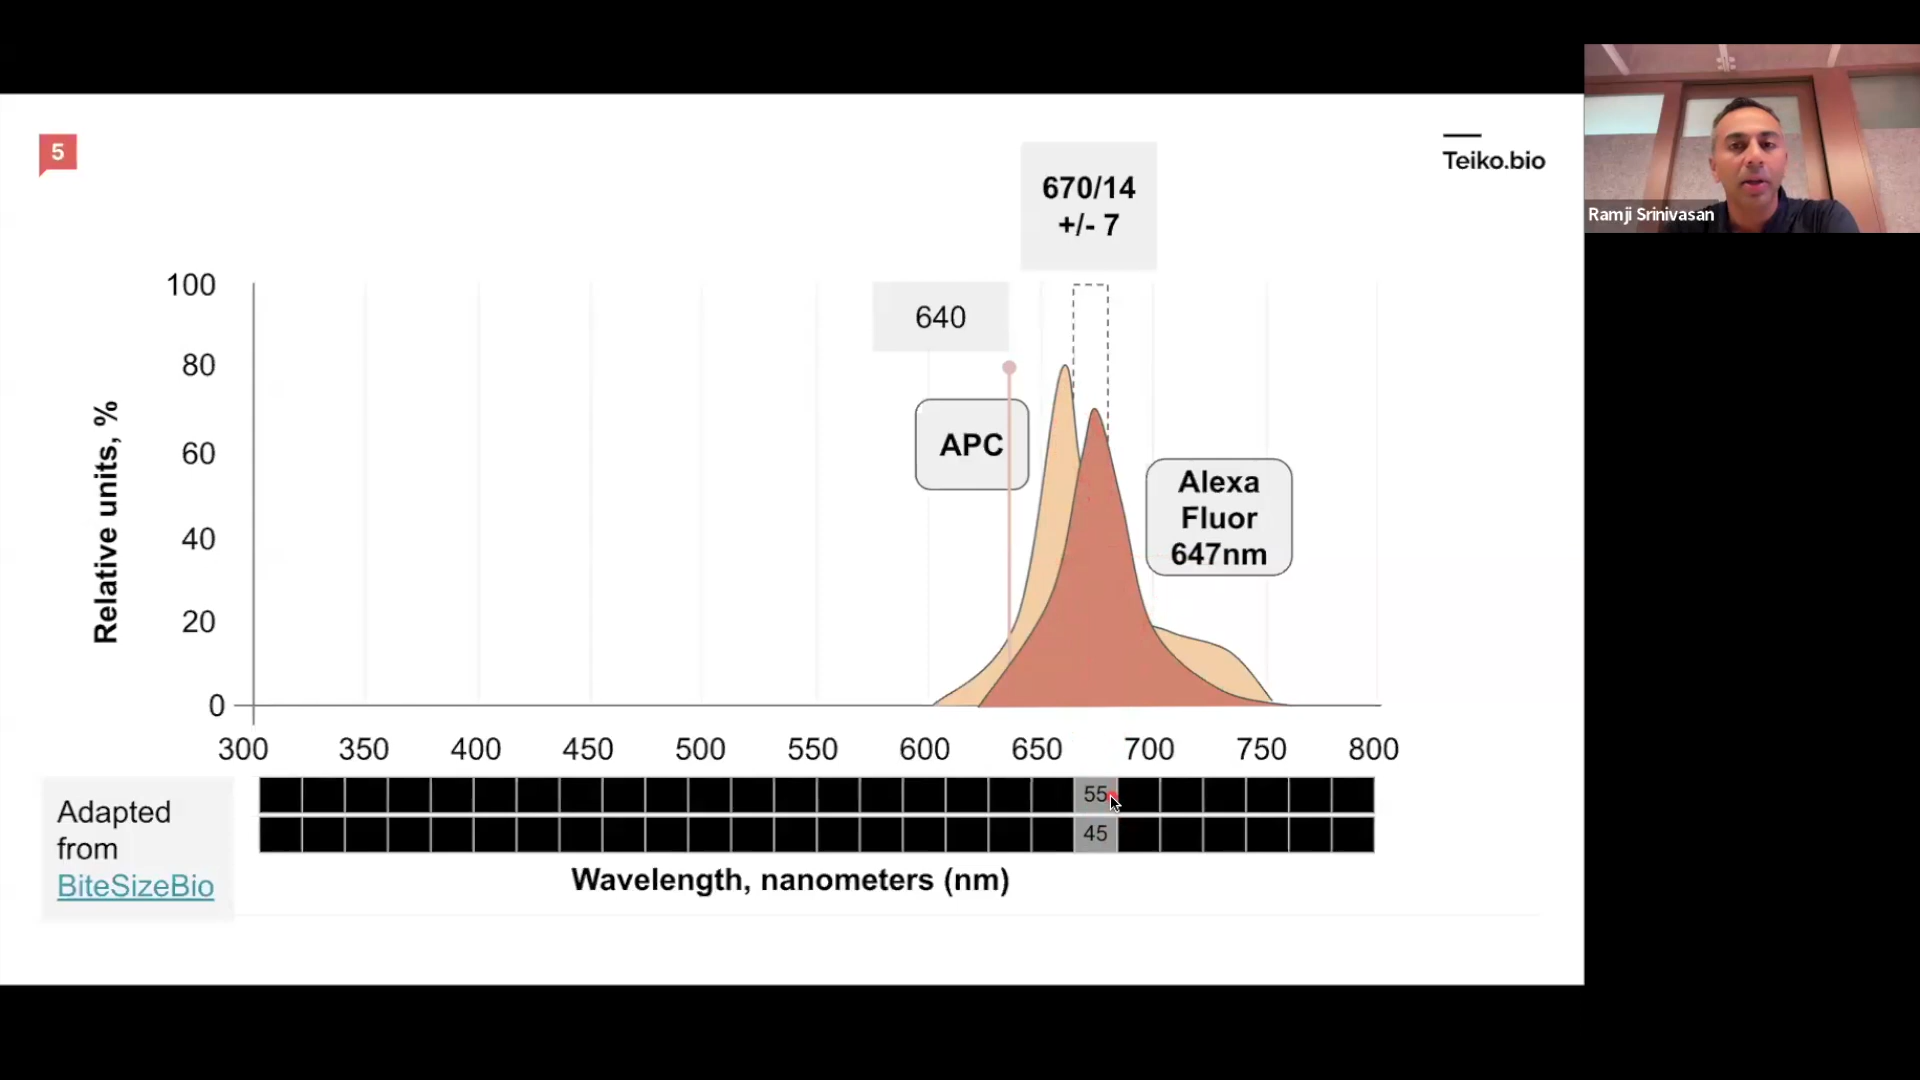 5
Teiko.bio
Ramji Srinivasan
670/14
+/- 7
640
APC
Alexa
Fluor
647nm
Relative units, %
100
80
60
40
20
0
300 350 400 450 500 550 600 650 700 750 800
55
45
Wavelength, nanometers (nm)
Adapted
from
BiteSizeBio